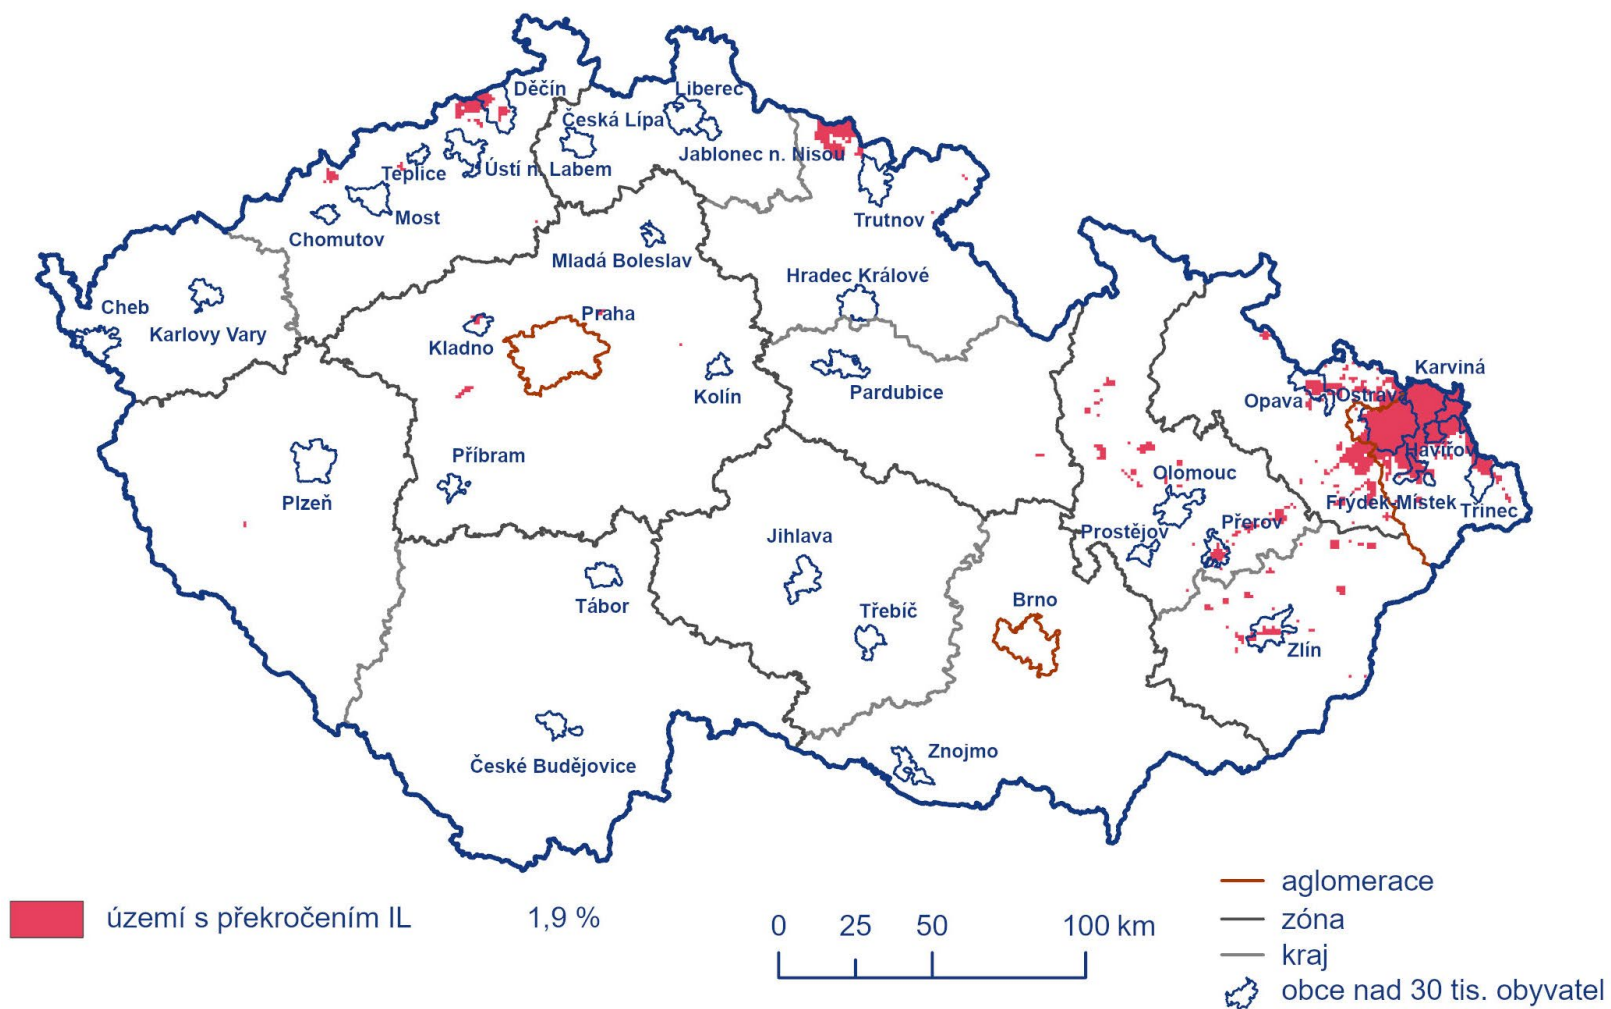 Děčín
Liberec
Česká Lípa
Jablonec n. Nisou
Teplice
Ústí n. Labem
Most
Chomutov
Trutnov
Mladá Boleslav
Hradec Králové
Cheb
Karlovy Vary
Praha
Kladno
Kolín
Pardubice
Karviná
Opava
Ostrava
Havířov
Příbram
Plzeň
Olomouc
Frýdek-Místek
Třinec
Přerov
Prostějov
Jihlava
Tábor
Třebíč
Brno
Zlín
České Budějovice
Znojmo
území s překročením IL 1,9 %
0 25 50 100 km
aglomerace
zóna
kraj
obce nad 30 tis. obyvatel